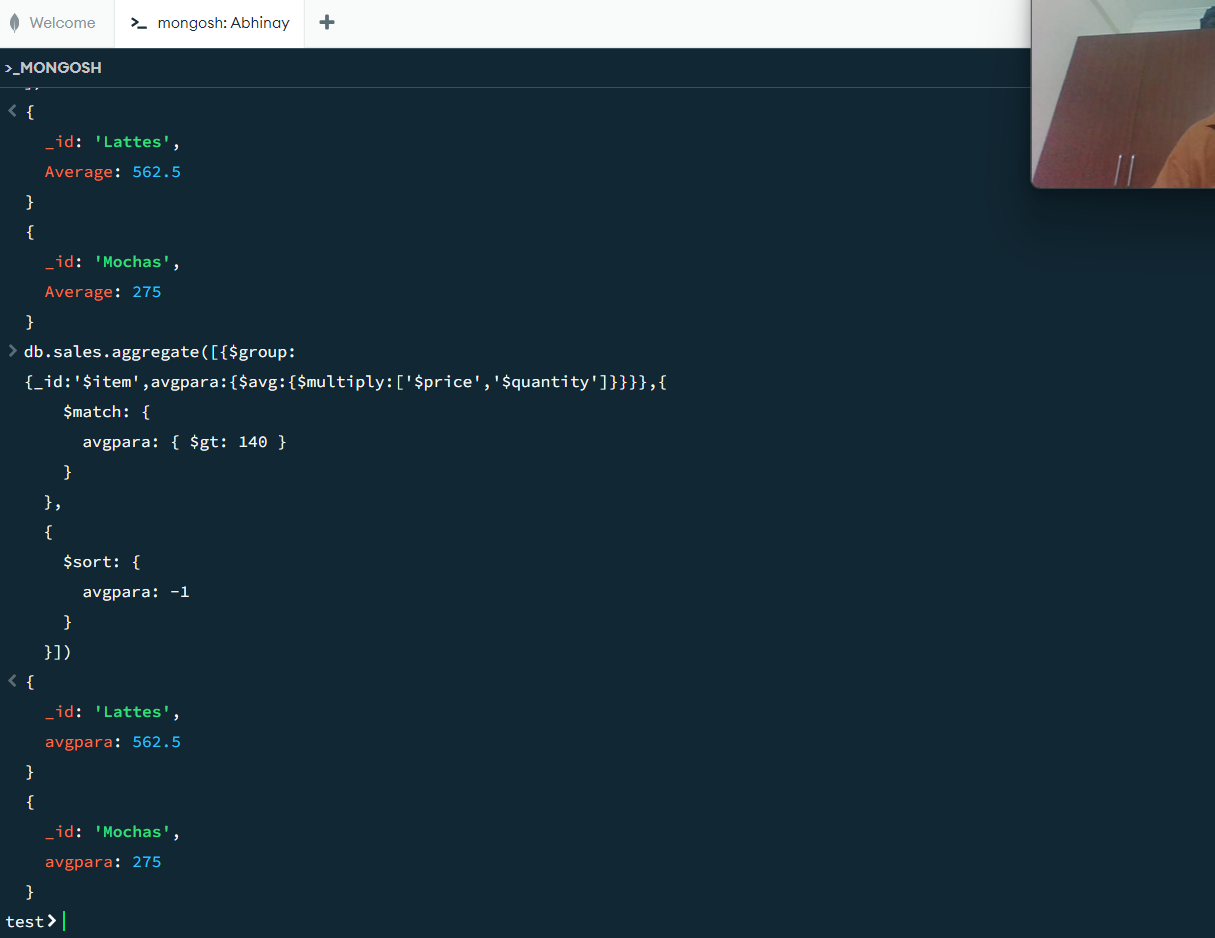 Welcome
>_ mongosh: Abhinay
+
>_MONGOSH
{
_id: 'Lattes',
Average: 562.5
}
{
_id: 'Mochas',
Average: 275
}
> db.sales.aggregate([{$group:
{_id:'$item',avgpara:{$avg:{$multiply:['$price','$quantity']}}}},{
$match: {
avgpara: { $gt: 140 }
}
},
{
$sort: {
avgpara: -1
}
}])
< {
_id: 'Lattes',
avgpara: 562.5
}
{
_id: 'Mochas',
avgpara: 275
}
test>